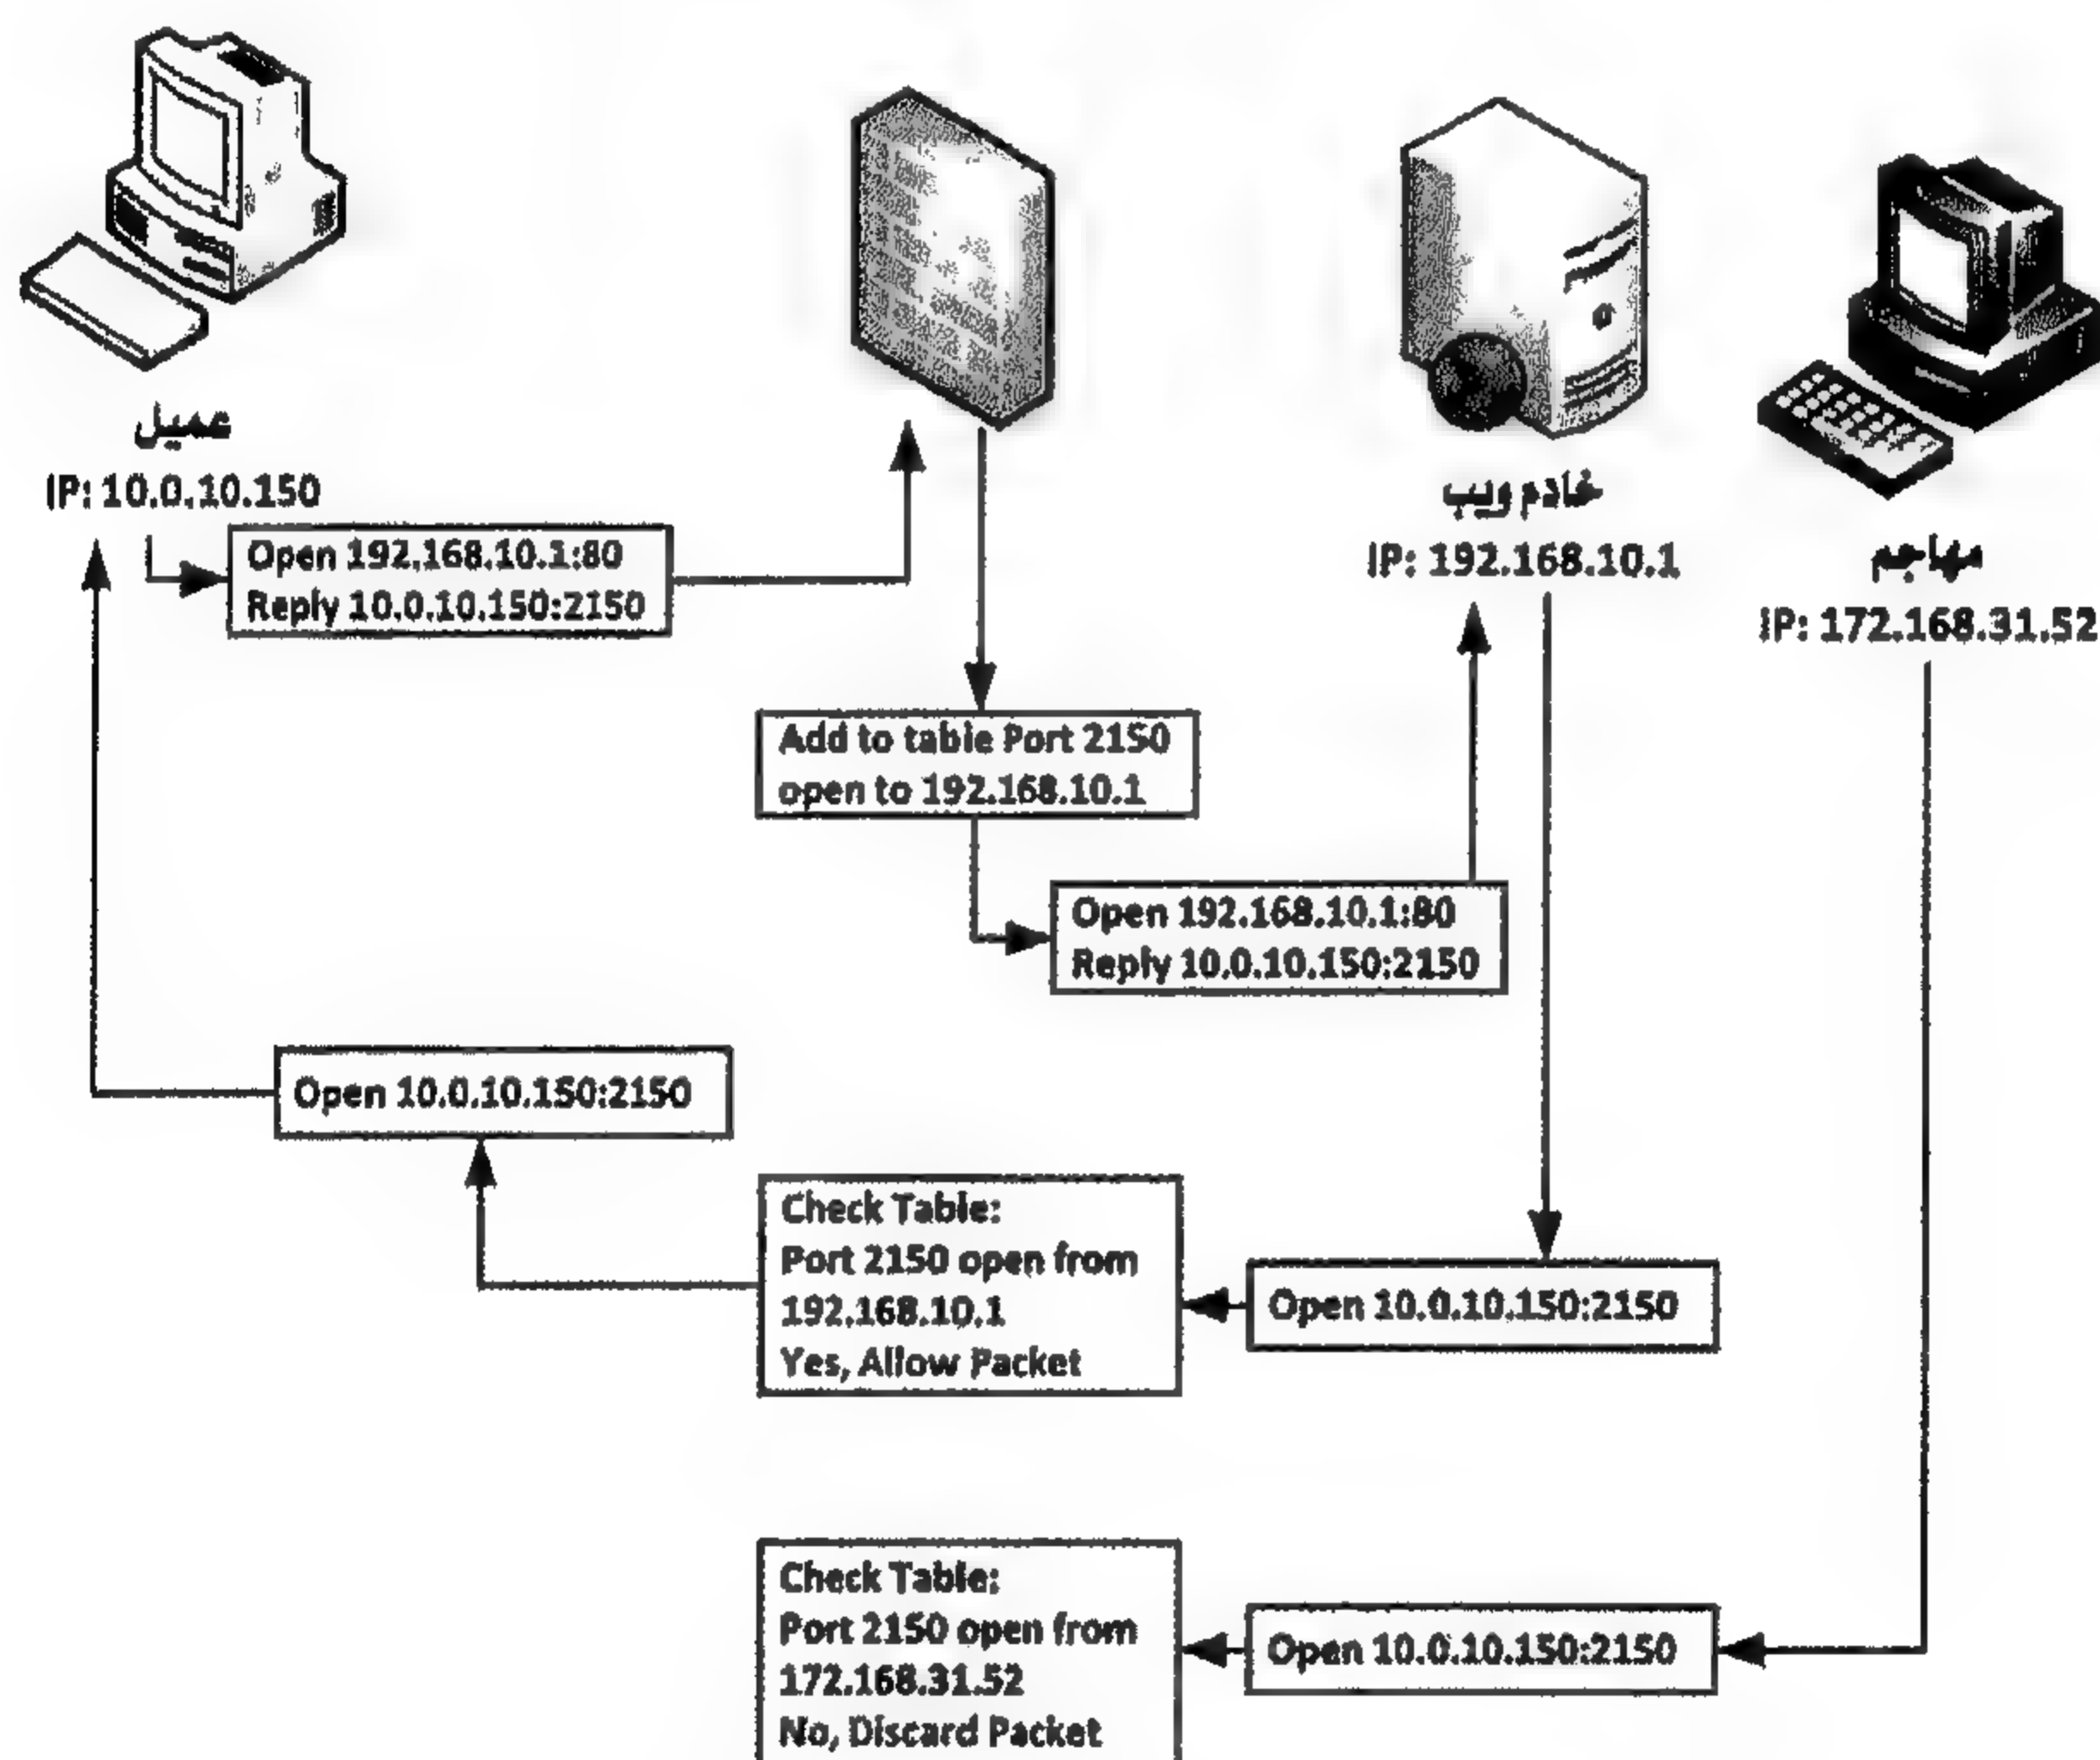 عميل
IP: 10.0.10.150
خادم ويب
IP: 192.168.10.1
مهاجم
IP: 172.168.31.52
Open 192.168.10.1:80
Reply 10.0.10.150:2150
Add to table Port 2150
open to 192.168.10.1
Open 192.168.10.1:80
Reply 10.0.10.150:2150
Open 10.0.10.150:2150
Check Table:
Port 2150 open from
192.168.10.1
Yes, Allow Packet
Open 10.0.10.150:2150
Check Table:
Port 2150 open from
172.168.31.52
No, Discard Packet
Open 10.0.10.150:2150